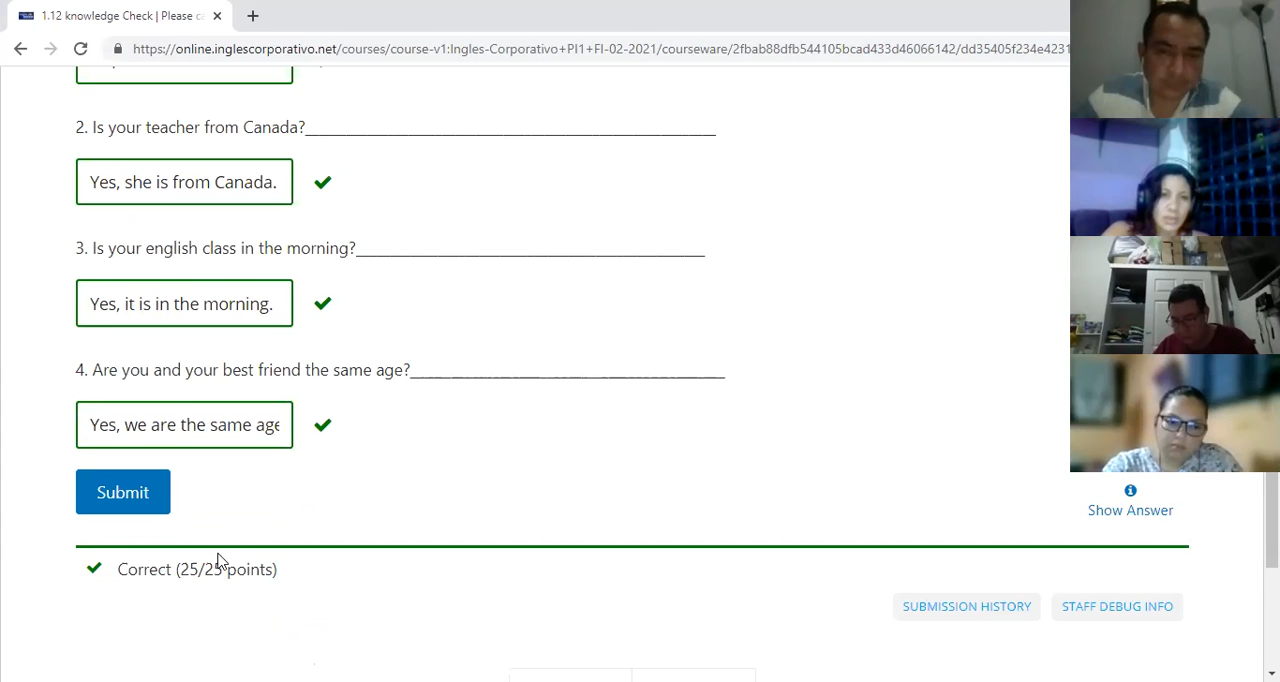 1.12 knowledge Check | Please ca
https://online.inglescorporativo.net/courses/course-v1:Ingles-Corporativo+PI1+FI-02-2021/courseware/2fbab88dfb544105bcad433d46066142/dd35405f234e4231
2. Is your teacher from Canada?
Yes, she is from Canada.
3. Is your english class in the morning?
Yes, it is in the morning.
4. Are you and your best friend the same age?
Yes, we are the same age
Submit
Show Answer
Correct (25/25 points)
SUBMISSION HISTORY
STAFF DEBUG INFO